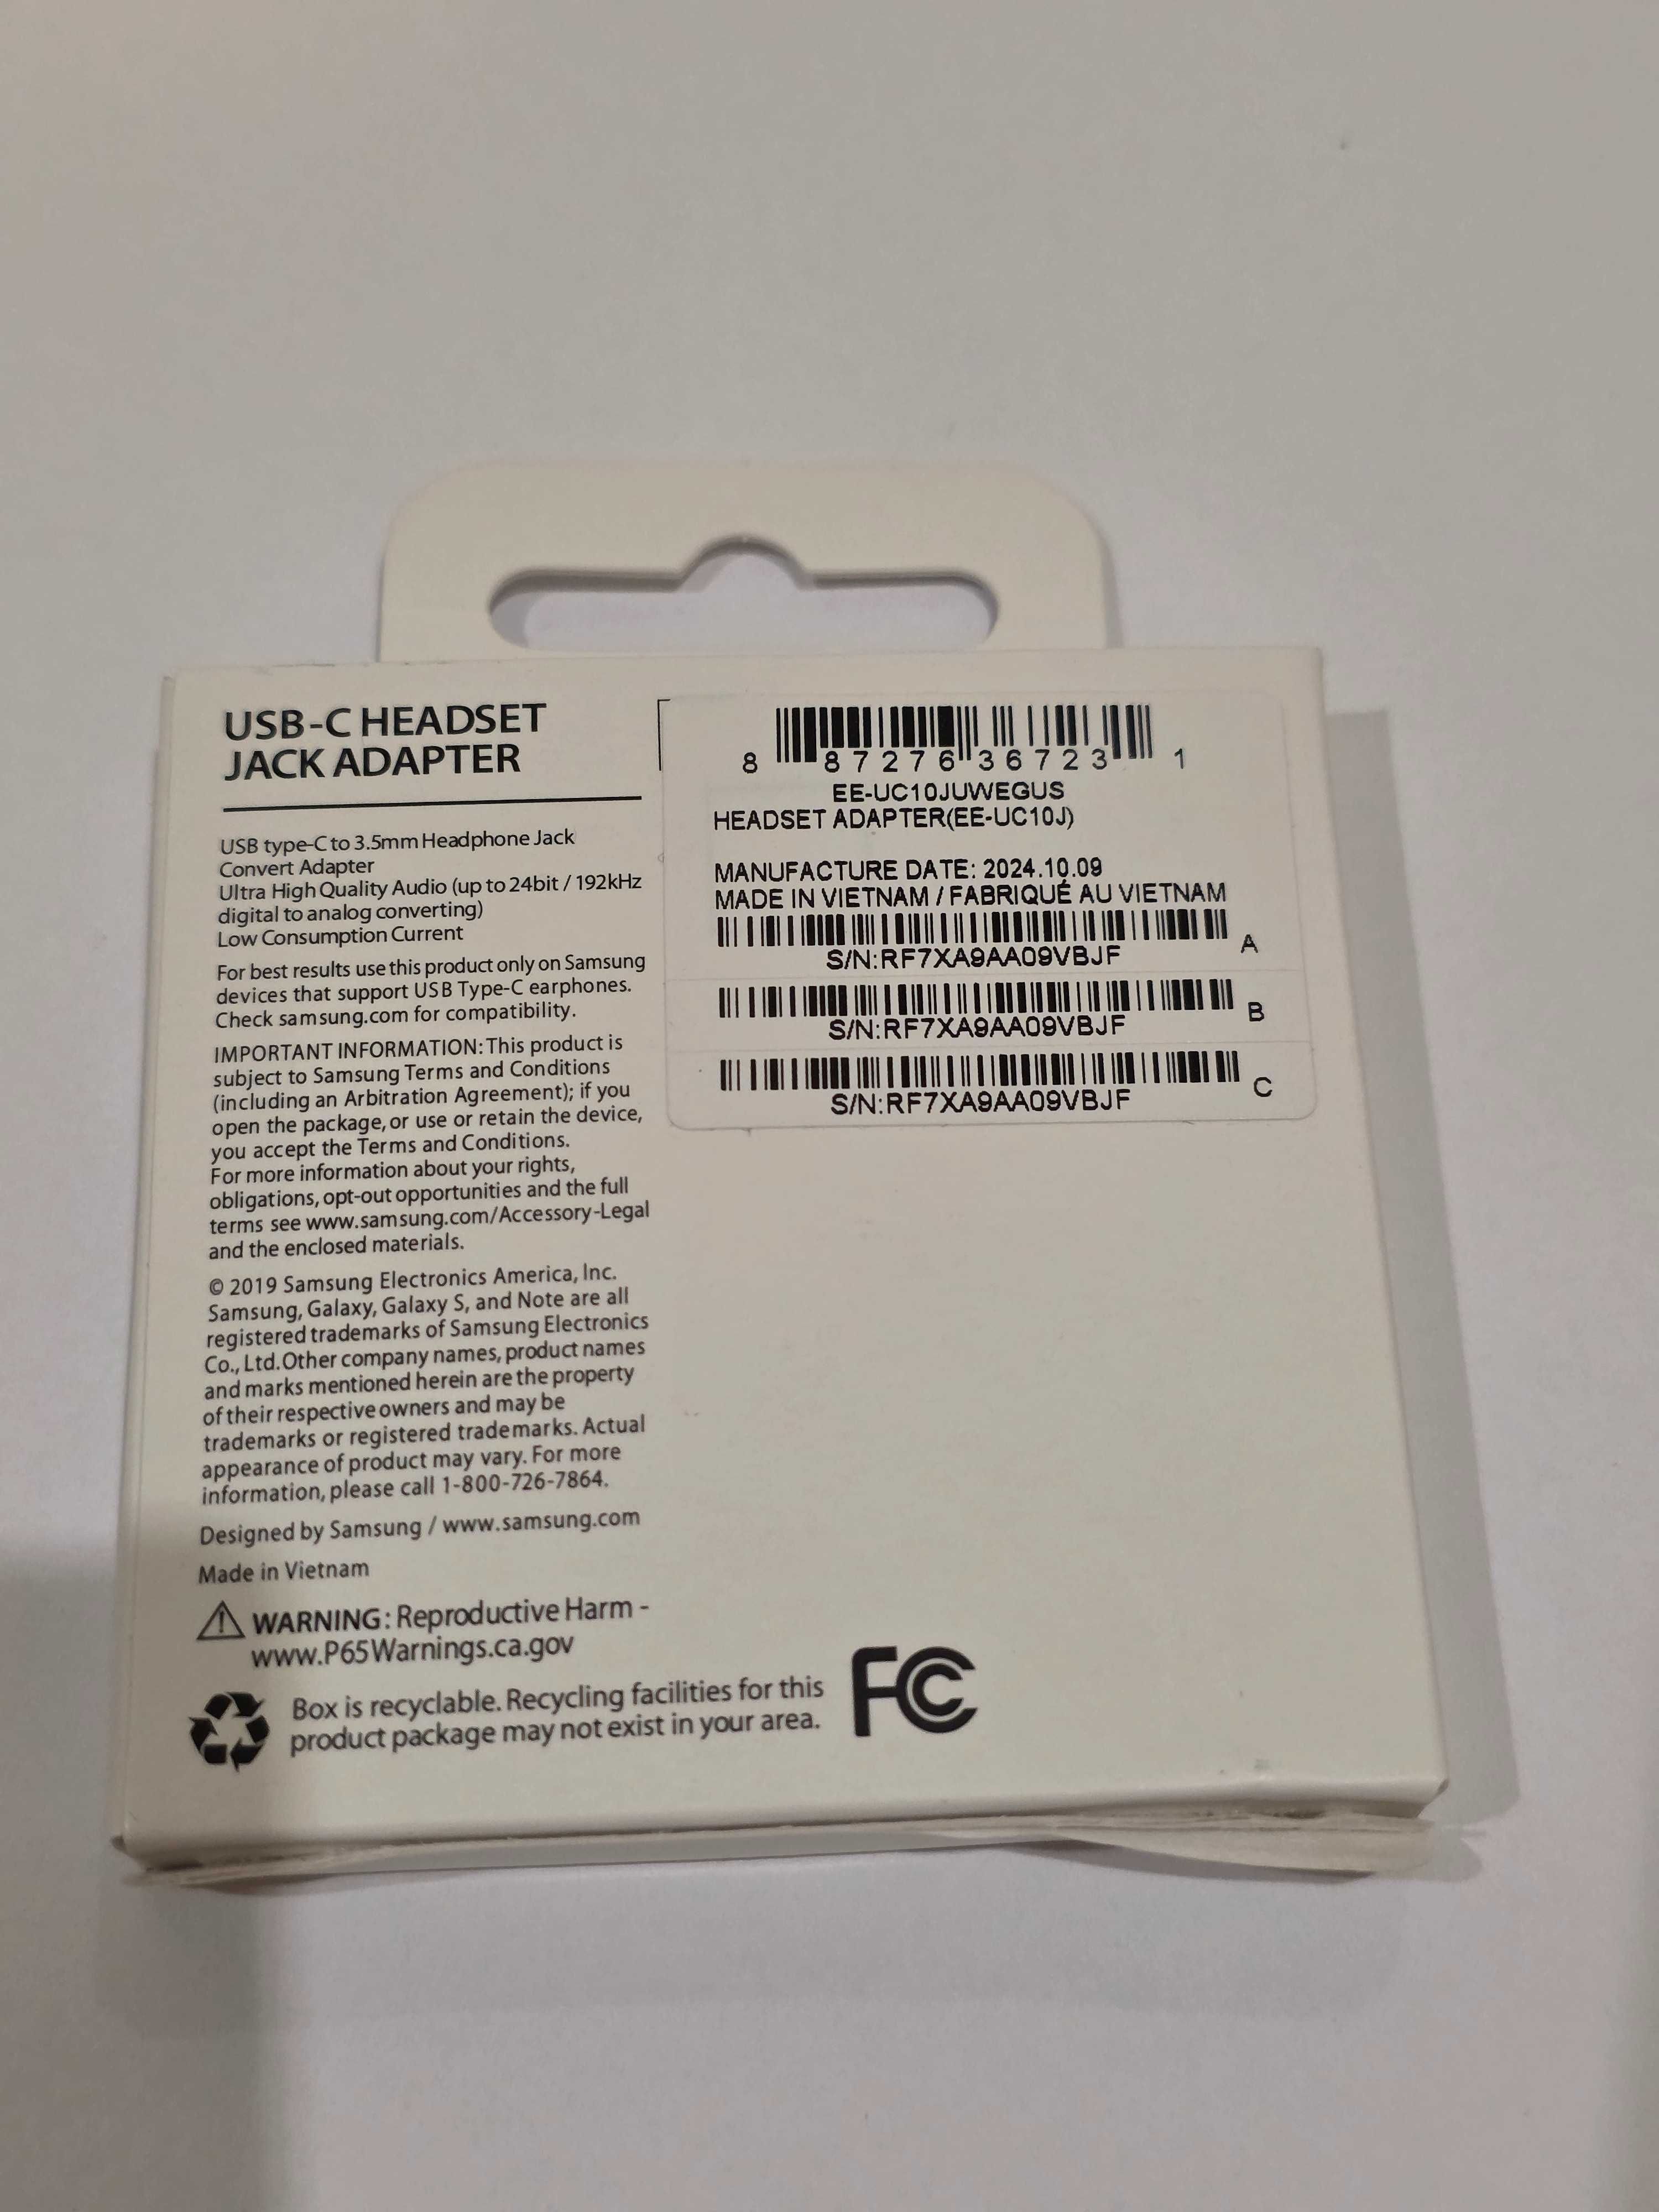 USB-C HEADSET
JACK ADAPTER
USB type-C to 3.5mm Headphone Jack
Convert Adapter
Ultra High Quality Audio (up to 24bit / 192kHz
digital to analog converting)
Low Consumption Current
For best results use this product only on Samsung
devices that support USB Type-C earphones.
Check samsung.com for compatibility.
IMPORTANT INFORMATION: This product is
subject to Samsung Terms and Conditions
(including an Arbitration Agreement); if you
open the package, or use or retain the device,
you accept the Terms and Conditions.
For more information about your rights,
obligations, opt-out opportunities and the full
terms see www.samsung.com/Accessory-Legal
and the enclosed materials.
© 2019 Samsung Electronics America, Inc.
Samsung, Galaxy, Galaxy S, and Note are all
registered trademarks of Samsung Electronics
Co., Ltd. Other company names, product names
and marks mentioned herein are the property
of their respective owners and may be
trademarks or registered trademarks. Actual
appearance of product may vary. For more
information, please call 1-800-726-7864.
Designed by Samsung / www.samsung.com
Made in Vietnam
WARNING: Reproductive Harm -
www.P65Warnings.ca.gov
Box is recyclable. Recycling facilities for this
product package may not exist in your area.
FC
8 87276 36723 1
EE-UC10JUWEGUS
HEADSET ADAPTER(EE-UC10J)
MANUFACTURE DATE: 2024.10.09
MADE IN VIETNAM / FABRIQUÉ AU VIETNAM
A
S/N:RF7XA9AA09VBJF
B
S/N:RF7XA9AA09VBJF
C
S/N:RF7XA9AA09VBJF